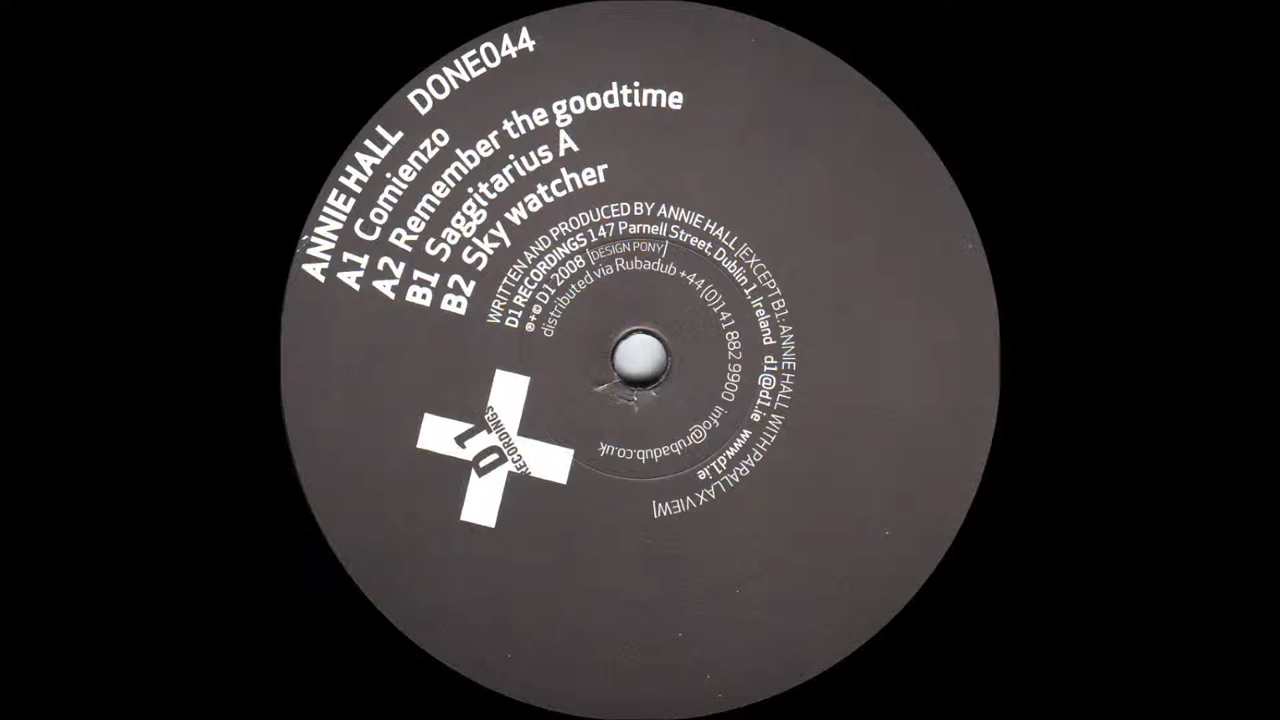 ANNIE HALL DONE044
A1 Comienzo
A2 Remember the goodtime
B1 Saggitarius A
B2 Sky watcher
WRITTEN AND PRODUCED BY ANNIE HALL [EXCEPT B1: ANNIE HALL WITH PARALLAX VIEW]
D1 RECORDINGS 147 Parnell Street, Dublin 1, Ireland d1@d1.ie www.d1.ie
℗+© D1 2008 [DESIGN PONY]
distributed via Rubadub +44(0)141 882 9900 info@rubadub.co.uk
D1
RECORDINGS